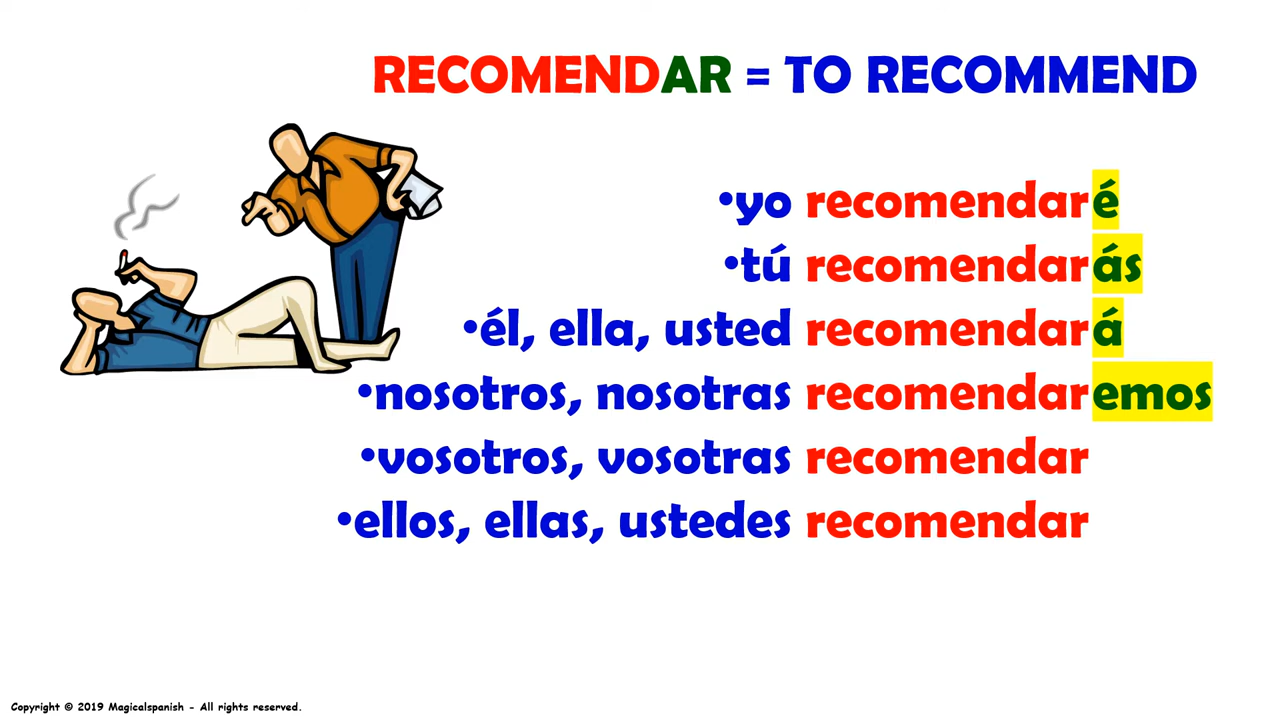 RECOMENDAR = TO RECOMMEND
•yo recomendaré
•tú recomendarás
•él, ella, usted recomendará
•nosotros, nosotras recomendaremos
•vosotros, vosotras recomendar
•ellos, ellas, ustedes recomendar
Copyright © 2019 Magicalspanish - All rights reserved.